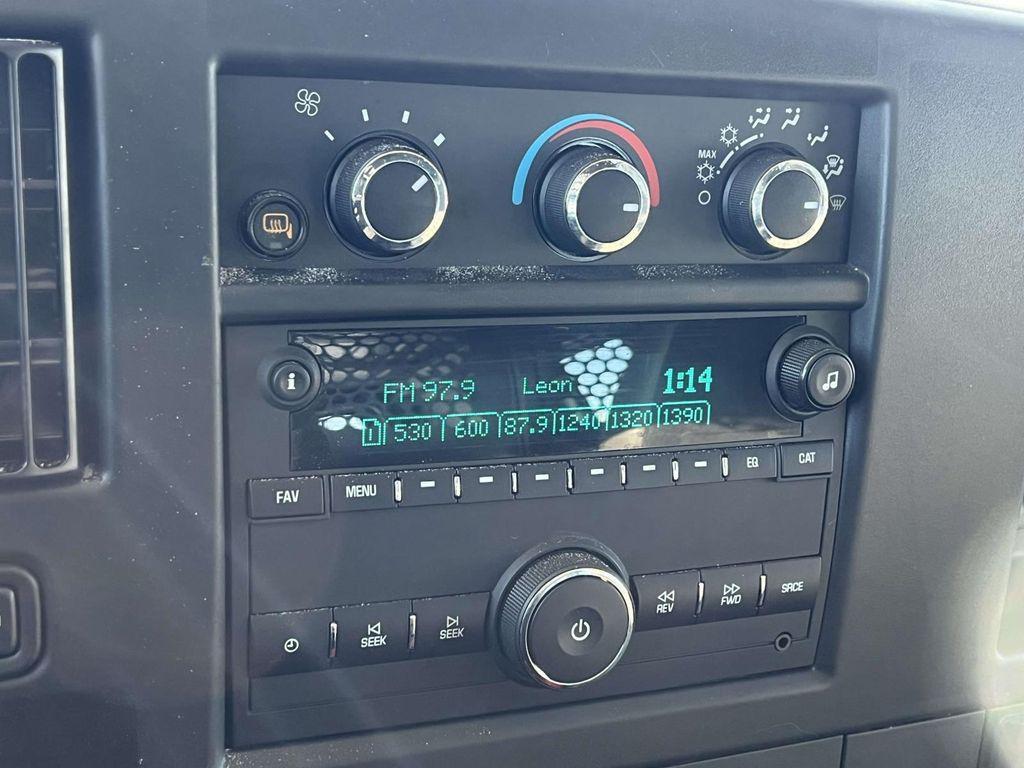 MAX
FM 97.9 Leon 1:14
1 530 600 87.9 1240 1320 1390
i
FAV MENU EQ CAT
SEEK SEEK REV FWD SRCE